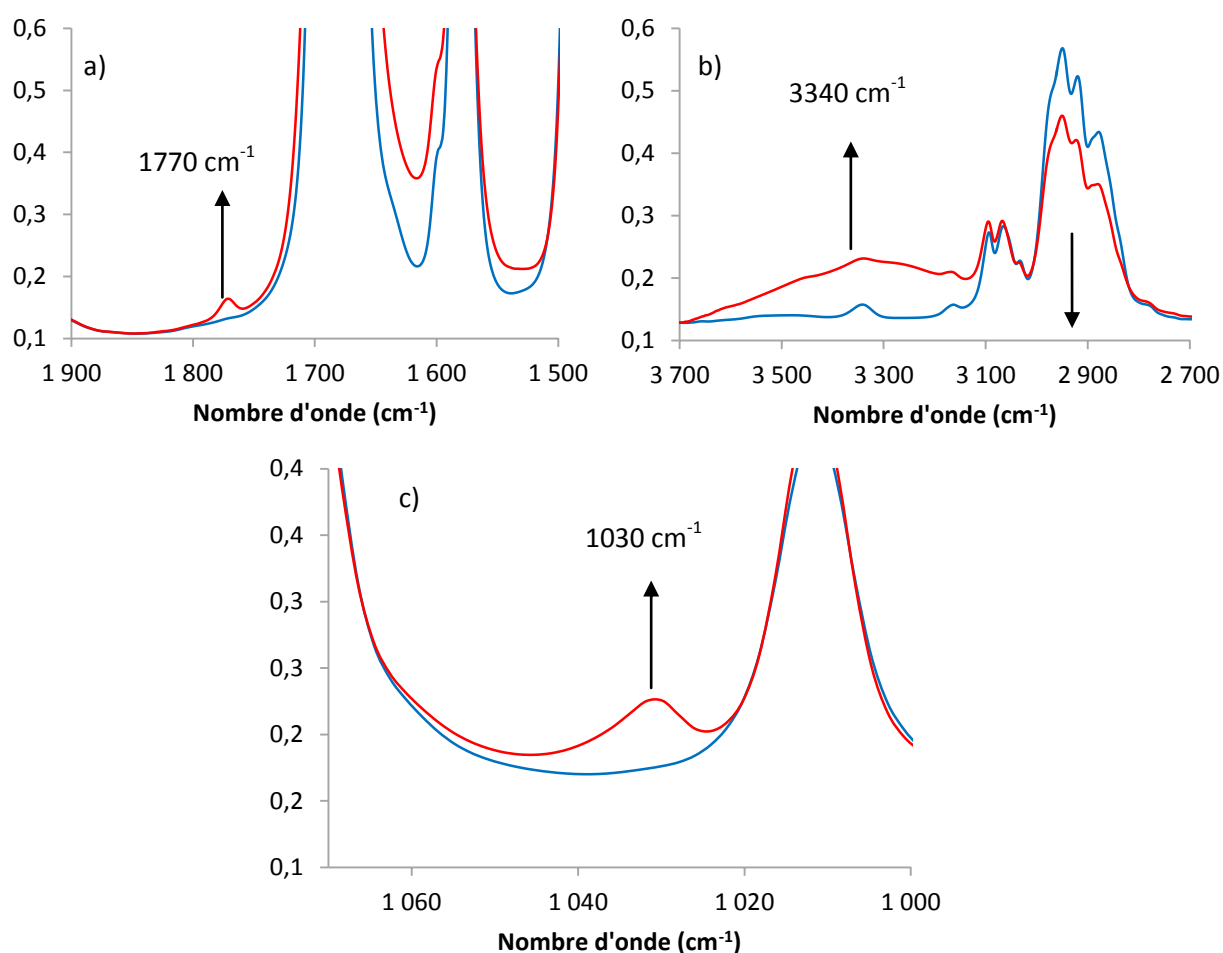 a)
0,6
0,5
0,4
0,3
0,2
0,1
1770 cm-1
1 900 1 800 1 700 1 600 1 500
Nombre d'onde (cm-1)
b)
0,6
0,5
0,4
0,3
0,2
0,1
3340 cm-1
3 700 3 500 3 300 3 100 2 900 2 700
Nombre d'onde (cm-1)
c)
0,4
0,4
0,3
0,3
0,2
0,2
0,1
1030 cm-1
1 060 1 040 1 020 1 000
Nombre d'onde (cm-1)